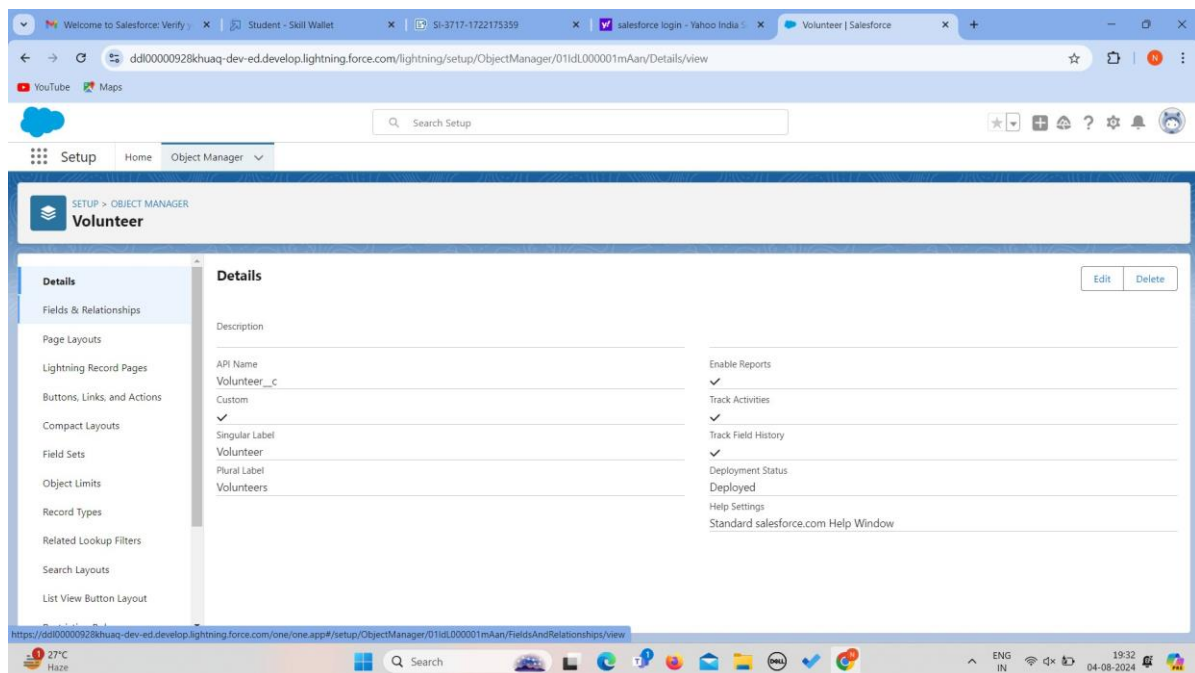 Welcome to Salesforce: Verify y
Student - Skill Wallet
SI-3717-1722175359
salesforce login - Yahoo India S
Volunteer | Salesforce
ddl00000928khuaq-dev-ed.develop.lightning.force.com/lightning/setup/ObjectManager/01IdL000001mAan/Details/view
N
YouTube Maps
Search Setup
Setup Home Object Manager
SETUP > OBJECT MANAGER
Volunteer
Details
Fields & Relationships
Page Layouts
Lightning Record Pages
Buttons, Links, and Actions
Compact Layouts
Field Sets
Object Limits
Record Types
Related Lookup Filters
Search Layouts
List View Button Layout
Details
Edit Delete
Description
API Name
Volunteer__c
Custom
Singular Label
Volunteer
Plural Label
Volunteers
Enable Reports
Track Activities
Track Field History
Deployment Status
Deployed
Help Settings
Standard salesforce.com Help Window
https://ddl00000928khuaq-dev-ed.develop.lightning.force.com/one/one.app#/setup/ObjectManager/01IdL000001mAan/FieldsAndRelationships/view
1
27°C
Haze
Search
DELL
ENG
IN
19:32
04-08-2024